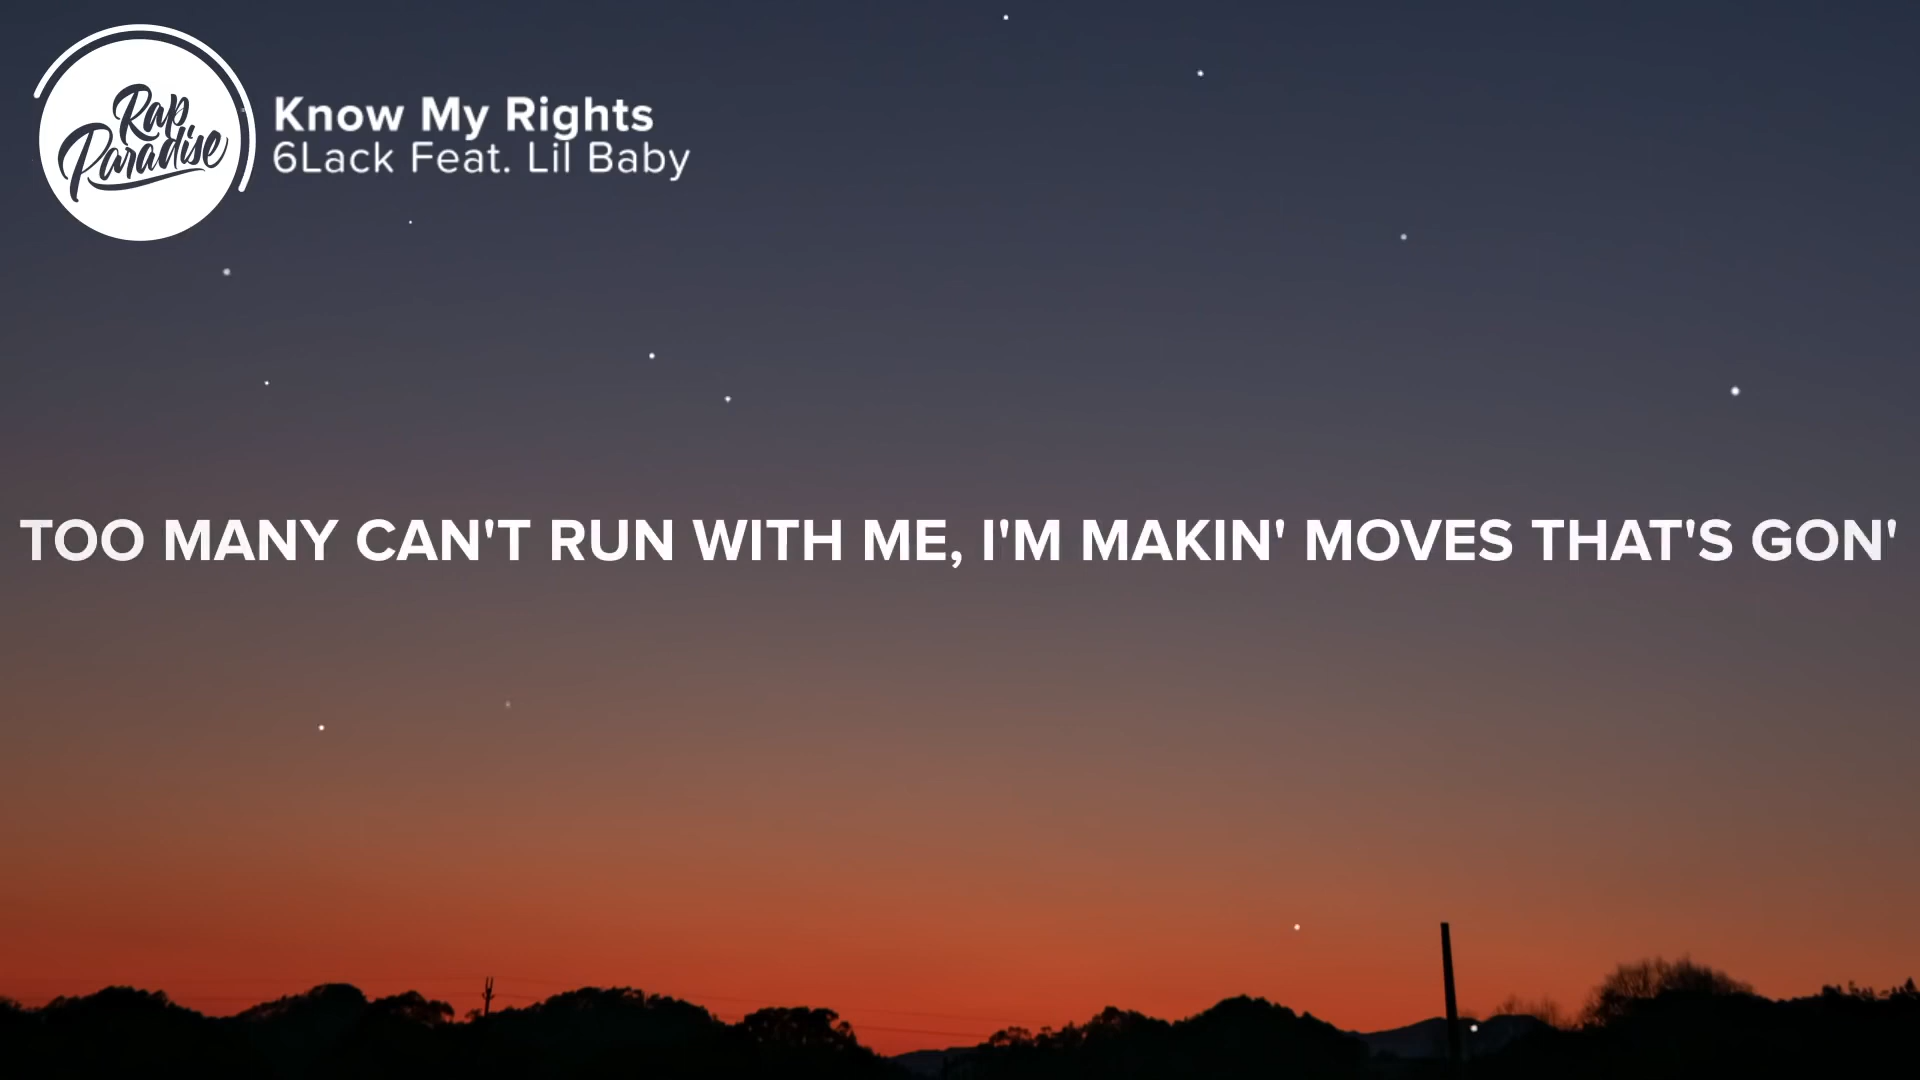 Rap
Paradise
Know My Rights
6Lack Feat. Lil Baby
TOO MANY CAN'T RUN WITH ME, I'M MAKIN' MOVES THAT'S GON'